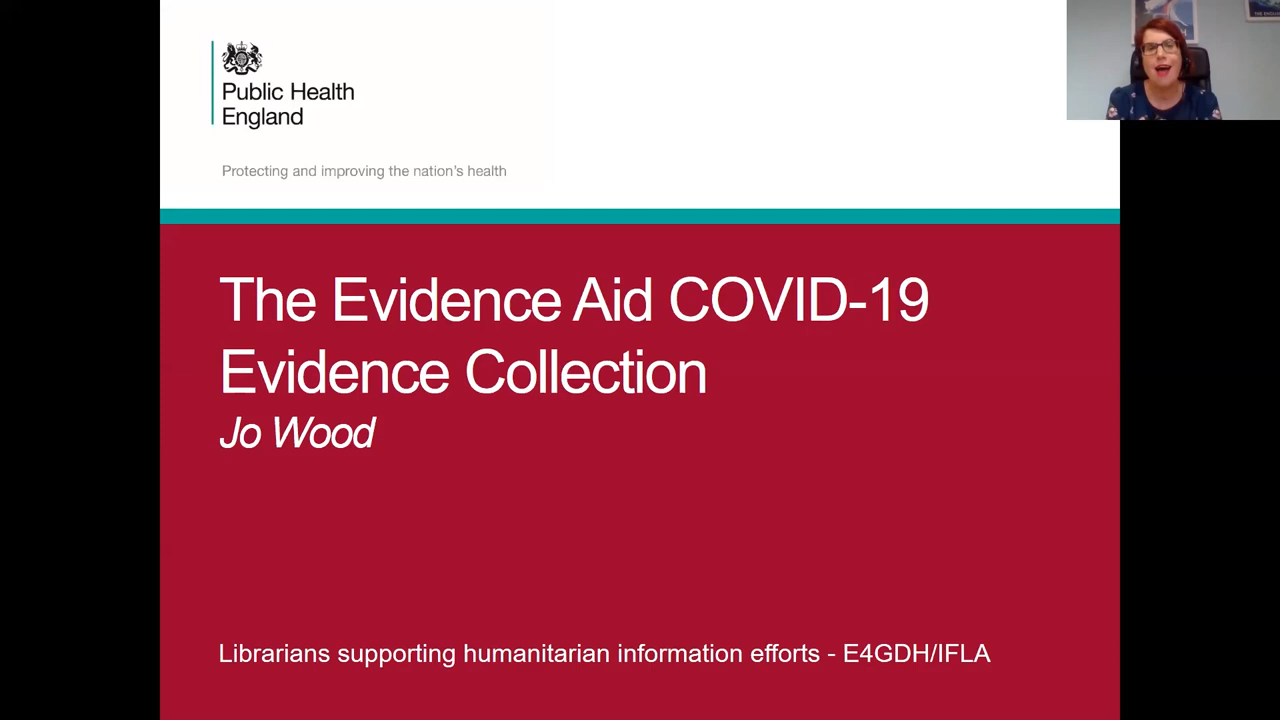 Public Health
England
Protecting and improving the nation's health
The Evidence Aid COVID-19
Evidence Collection
Jo Wood
Librarians supporting humanitarian information efforts - E4GDH/IFLA